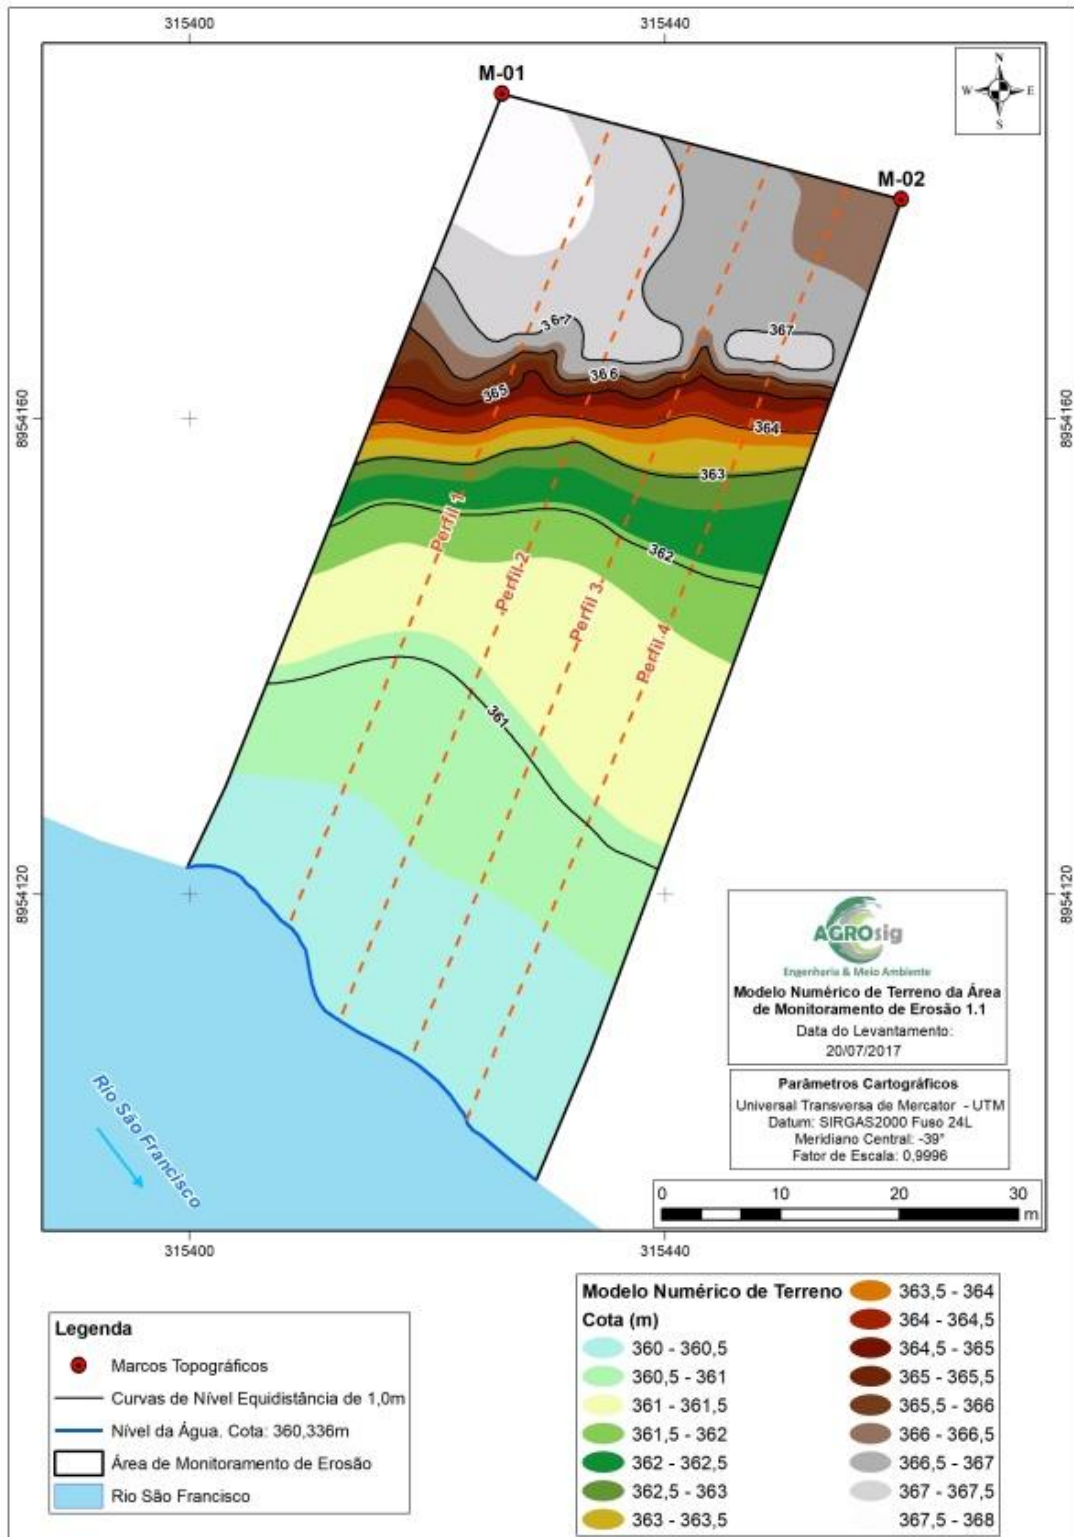 315400
315440
M-01
N
W E
S
M-02
367
367
366
365
364
363
362
361
8954160
8954160
8954120
8954120
Perfil 1
Perfil 2
Perfil 3
Perfil 4
Rio São Francisco
AGROsig
Engenharia & Meio Ambiente
Modelo Numérico de Terreno da Área
de Monitoramento de Erosão 1.1
Data do Levantamento:
20/07/2017
Parâmetros Cartográficos
Universal Transversa de Mercator - UTM
Datum: SIRGAS2000 Fuso 24L
Meridiano Central: -39°
Fator de Escala: 0,9996
0 10 20 30
m
315400
315440
Legenda
Marcos Topográficos
Curvas de Nível Equidistância de 1,0m
Nível da Água. Cota: 360,336m
Área de Monitoramento de Erosão
Rio São Francisco
Modelo Numérico de Terreno
Cota (m)
360 - 360,5
360,5 - 361
361 - 361,5
361,5 - 362
362 - 362,5
362,5 - 363
363 - 363,5
363,5 - 364
364 - 364,5
364,5 - 365
365 - 365,5
365,5 - 366
366 - 366,5
366,5 - 367
367 - 367,5
367,5 - 368